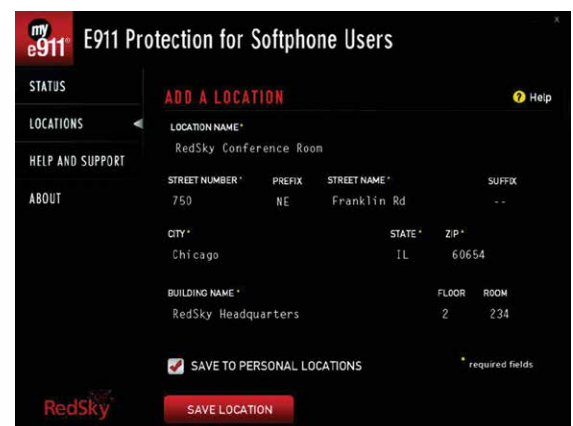 my
e911® E911 Protection for Softphone Users
x
STATUS
LOCATIONS
HELP AND SUPPORT
ABOUT
ADD A LOCATION
? Help
LOCATION NAME*
RedSky Conference Room
STREET NUMBER* PREFIX STREET NAME* SUFFIX
750 NE Franklin Rd --
CITY* STATE* ZIP*
Chicago IL 60654
BUILDING NAME* FLOOR ROOM
RedSky Headquarters 2 234
SAVE TO PERSONAL LOCATIONS
* required fields
RedSky
SAVE LOCATION